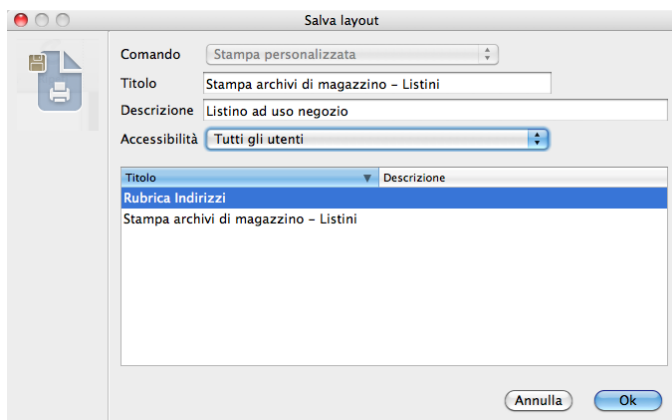 Salva layout
Comando Stampa personalizzata
Titolo Stampa archivi di magazzino – Listini
Descrizione Listino ad uso negozio
Accessibilità Tutti gli utenti
Titolo Descrizione
Rubrica Indirizzi
Stampa archivi di magazzino – Listini
Annulla Ok